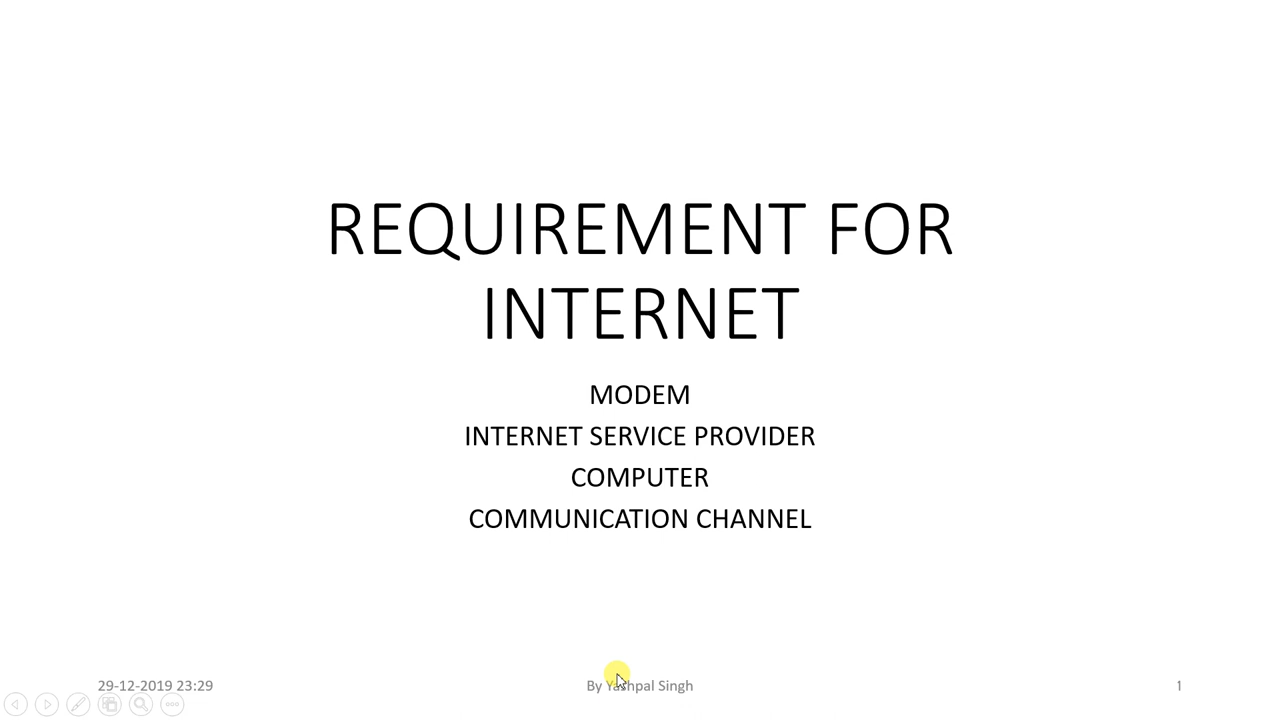 REQUIREMENT FOR
INTERNET
MODEM
INTERNET SERVICE PROVIDER
COMPUTER
COMMUNICATION CHANNEL
29-12-2019 23:29
By Yashpal Singh
1